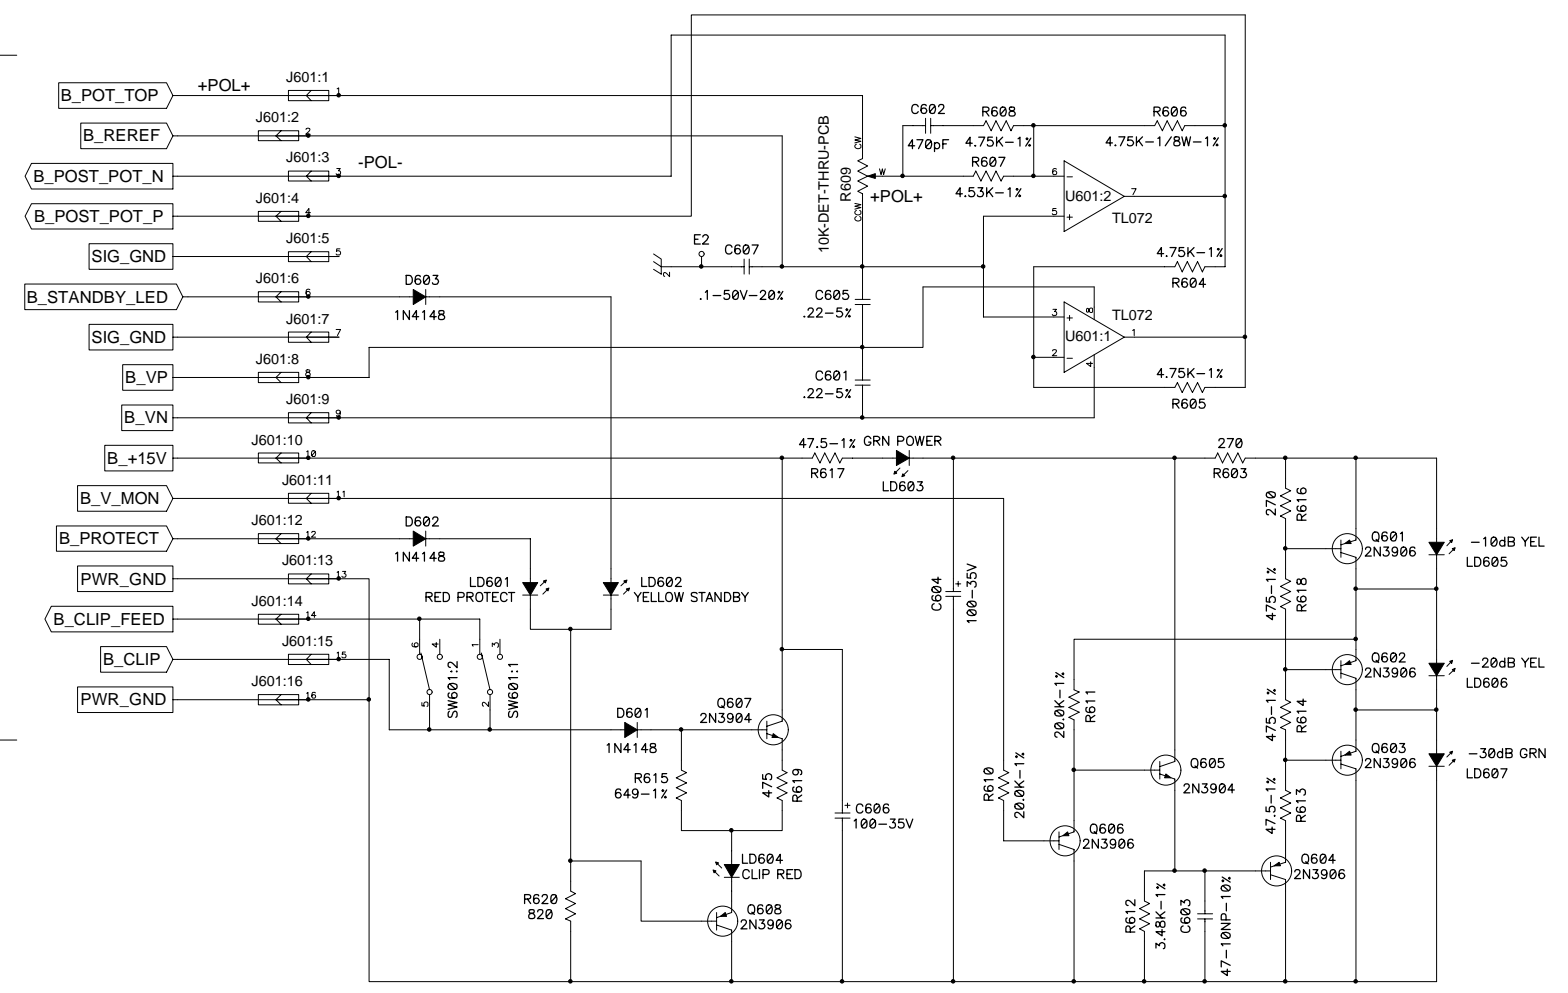 B_POT_TOP
+POL+
J601:1
1
B_REREF
J601:2
2
B_POST_POT_N
J601:3
3
-POL-
B_POST_POT_P
J601:4
4
SIG_GND
J601:5
5
B_STANDBY_LED
J601:6
6
SIG_GND
J601:7
7
B_VP
J601:8
8
B_VN
J601:9
9
B_+15V
J601:10
10
B_V_MON
J601:11
11
B_PROTECT
J601:12
12
PWR_GND
J601:13
13
B_CLIP_FEED
J601:14
14
B_CLIP
J601:15
15
PWR_GND
J601:16
16
D603
1N4148
D602
1N4148
LD601
RED PROTECT
LD602
YELLOW STANDBY
6
4
5
SW601:2
1
3
2
SW601:1
D601
1N4148
Q607
2N3904
R615
649-1%
475
R619
C606
+
100-35V
LD604
CLIP RED
Q608
2N3906
R620
820
E2
2
C607
.1-50V-20%
10K-DET-THRU-PCB
R609
CW
W
CCW
+POL+
C602
470pF
R608
4.75K-1%
R607
4.53K-1%
R606
4.75K-1/8W-1%
6
-
5
+
U601:2
7
TL072
4.75K-1%
R604
C605
.22-5%
C601
.22-5%
3
+
2
-
8
4
U601:1
TL072
1
4.75K-1%
R605
47.5-1%
R617
GRN POWER
LD603
C604
+
100-35V
270
R603
270
R616
Q601
2N3906
-10dB YEL
LD605
475-1%
R618
Q602
2N3906
-20dB YEL
LD606
475-1%
R614
Q603
2N3906
-30dB GRN
LD607
47.5-1%
R613
20.0K-1%
R611
R610
20.0K-1%
Q605
2N3904
Q606
2N3906
Q604
2N3906
R612
3.48K-1%
C603
47-10NP-10%